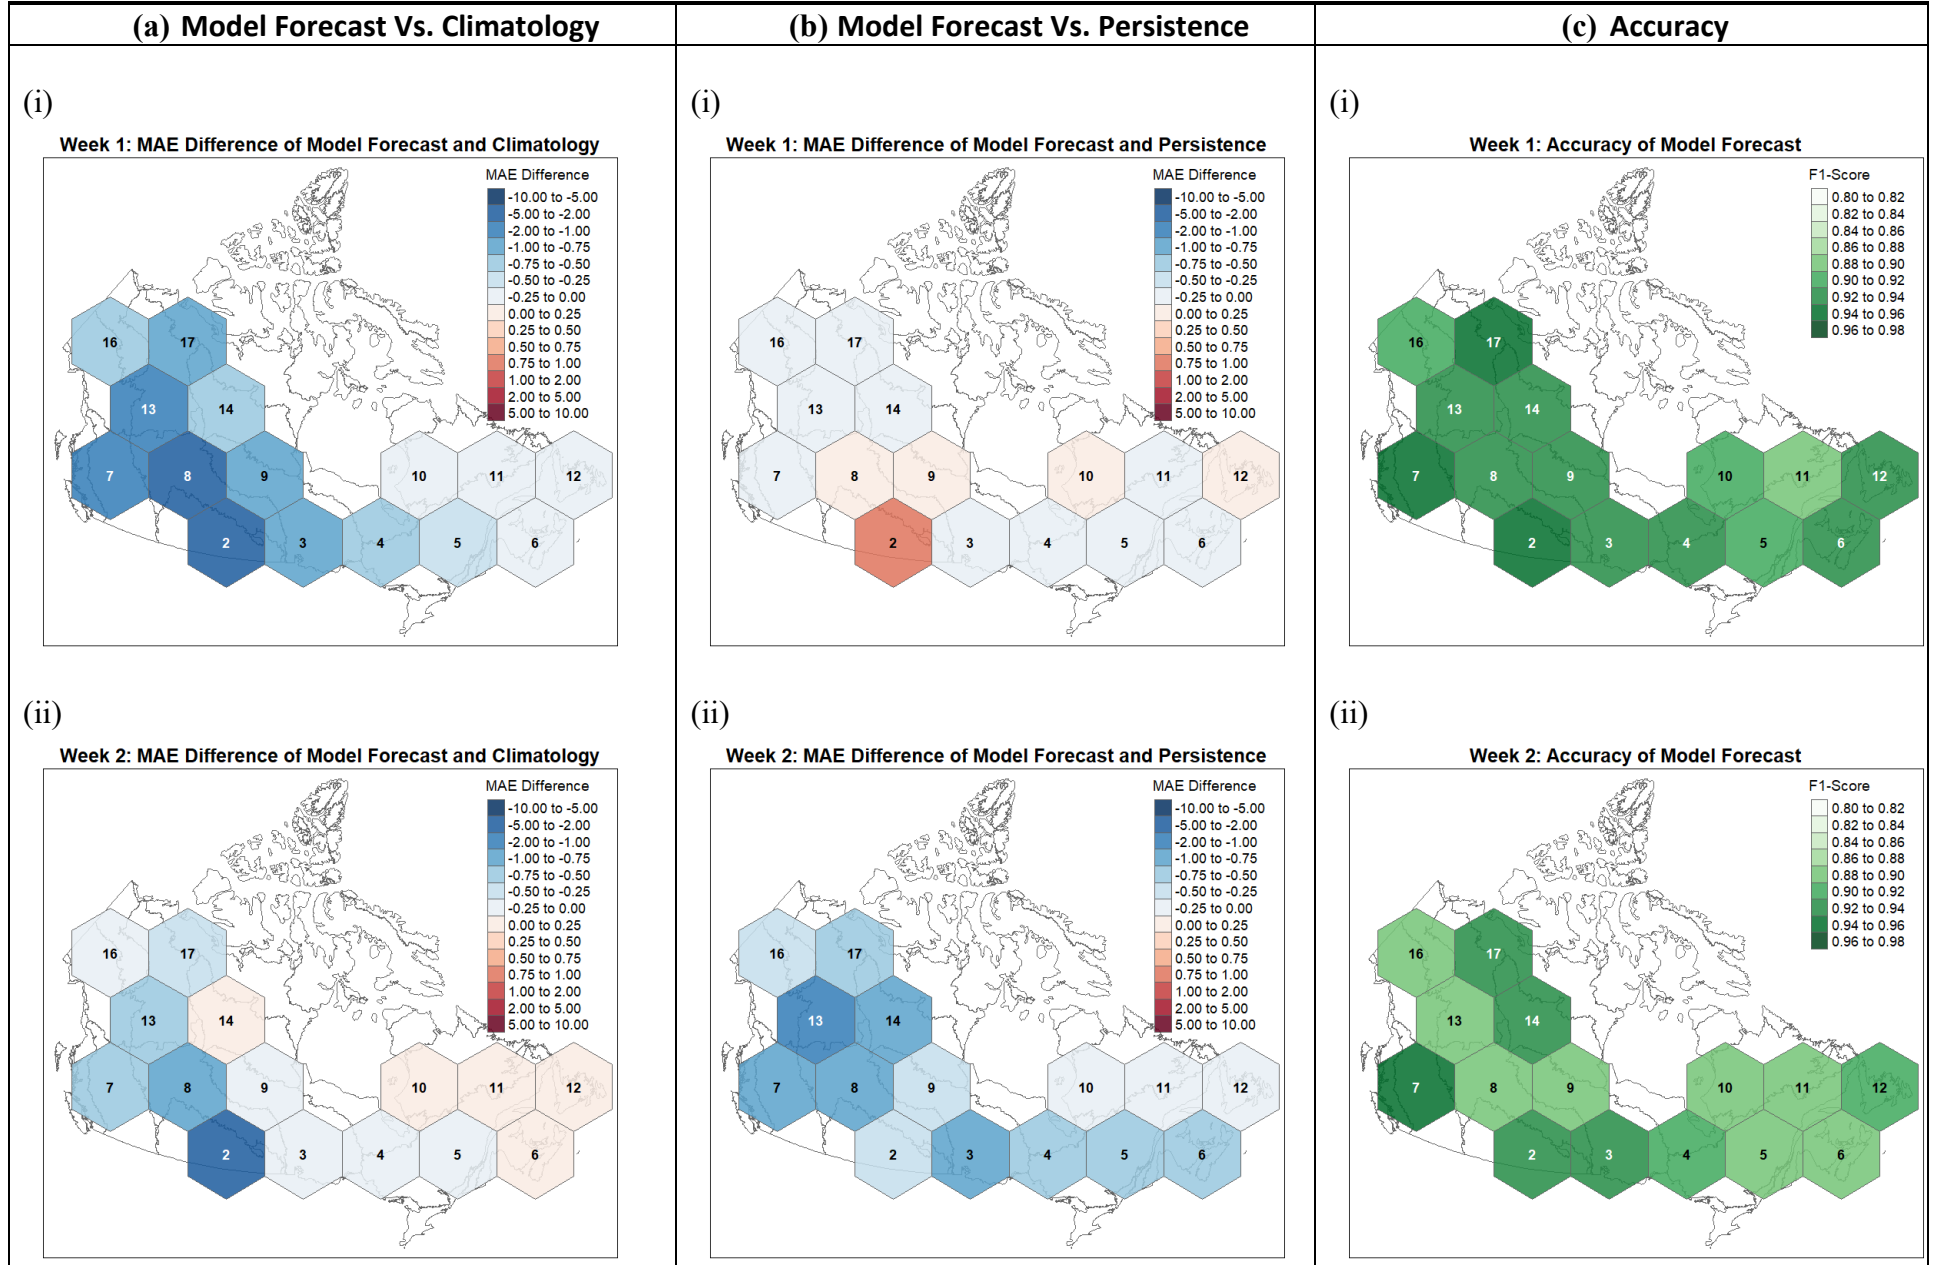 (a) Model Forecast Vs. Climatology
(b) Model Forecast Vs. Persistence
(c) Accuracy
(i)
Week 1: MAE Difference of Model Forecast and Climatology
MAE Difference
-10.00 to -5.00
-5.00 to -2.00
-2.00 to -1.00
-1.00 to -0.75
-0.75 to -0.50
-0.50 to -0.25
-0.25 to 0.00
0.00 to 0.25
0.25 to 0.50
0.50 to 0.75
0.75 to 1.00
1.00 to 2.00
2.00 to 5.00
5.00 to 10.00
16 17
13 14
7 8 9 10 11 12
2 3 4 5 6
(i)
Week 1: MAE Difference of Model Forecast and Persistence
MAE Difference
-10.00 to -5.00
-5.00 to -2.00
-2.00 to -1.00
-1.00 to -0.75
-0.75 to -0.50
-0.50 to -0.25
-0.25 to 0.00
0.00 to 0.25
0.25 to 0.50
0.50 to 0.75
0.75 to 1.00
1.00 to 2.00
2.00 to 5.00
5.00 to 10.00
16 17
13 14
7 8 9 10 11 12
2 3 4 5 6
(i)
Week 1: Accuracy of Model Forecast
F1-Score
0.80 to 0.82
0.82 to 0.84
0.84 to 0.86
0.86 to 0.88
0.88 to 0.90
0.90 to 0.92
0.92 to 0.94
0.94 to 0.96
0.96 to 0.98
16 17
13 14
7 8 9 10 11 12
2 3 4 5 6
(ii)
Week 2: MAE Difference of Model Forecast and Climatology
MAE Difference
-10.00 to -5.00
-5.00 to -2.00
-2.00 to -1.00
-1.00 to -0.75
-0.75 to -0.50
-0.50 to -0.25
-0.25 to 0.00
0.00 to 0.25
0.25 to 0.50
0.50 to 0.75
0.75 to 1.00
1.00 to 2.00
2.00 to 5.00
5.00 to 10.00
16 17
13 14
7 8 9 10 11 12
2 3 4 5 6
(ii)
Week 2: MAE Difference of Model Forecast and Persistence
MAE Difference
-10.00 to -5.00
-5.00 to -2.00
-2.00 to -1.00
-1.00 to -0.75
-0.75 to -0.50
-0.50 to -0.25
-0.25 to 0.00
0.00 to 0.25
0.25 to 0.50
0.50 to 0.75
0.75 to 1.00
1.00 to 2.00
2.00 to 5.00
5.00 to 10.00
16 17
13 14
7 8 9 10 11 12
2 3 4 5 6
(ii)
Week 2: Accuracy of Model Forecast
F1-Score
0.80 to 0.82
0.82 to 0.84
0.84 to 0.86
0.86 to 0.88
0.88 to 0.90
0.90 to 0.92
0.92 to 0.94
0.94 to 0.96
0.96 to 0.98
16 17
13 14
7 8 9 10 11 12
2 3 4 5 6